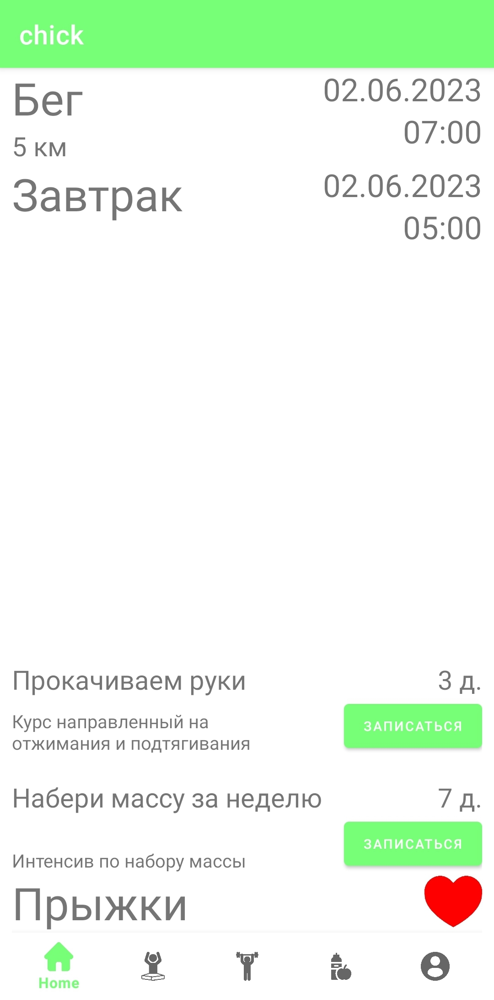 chick
Бег
02.06.2023
07:00
5 км
Завтрак
02.06.2023
05:00
Прокачиваем руки
3 д.
Курс направленный на
отжимания и подтягивания
ЗАПИСАТЬСЯ
Набери массу за неделю
7 д.
ЗАПИСАТЬСЯ
Интенсив по набору массы
Прыжки
Home